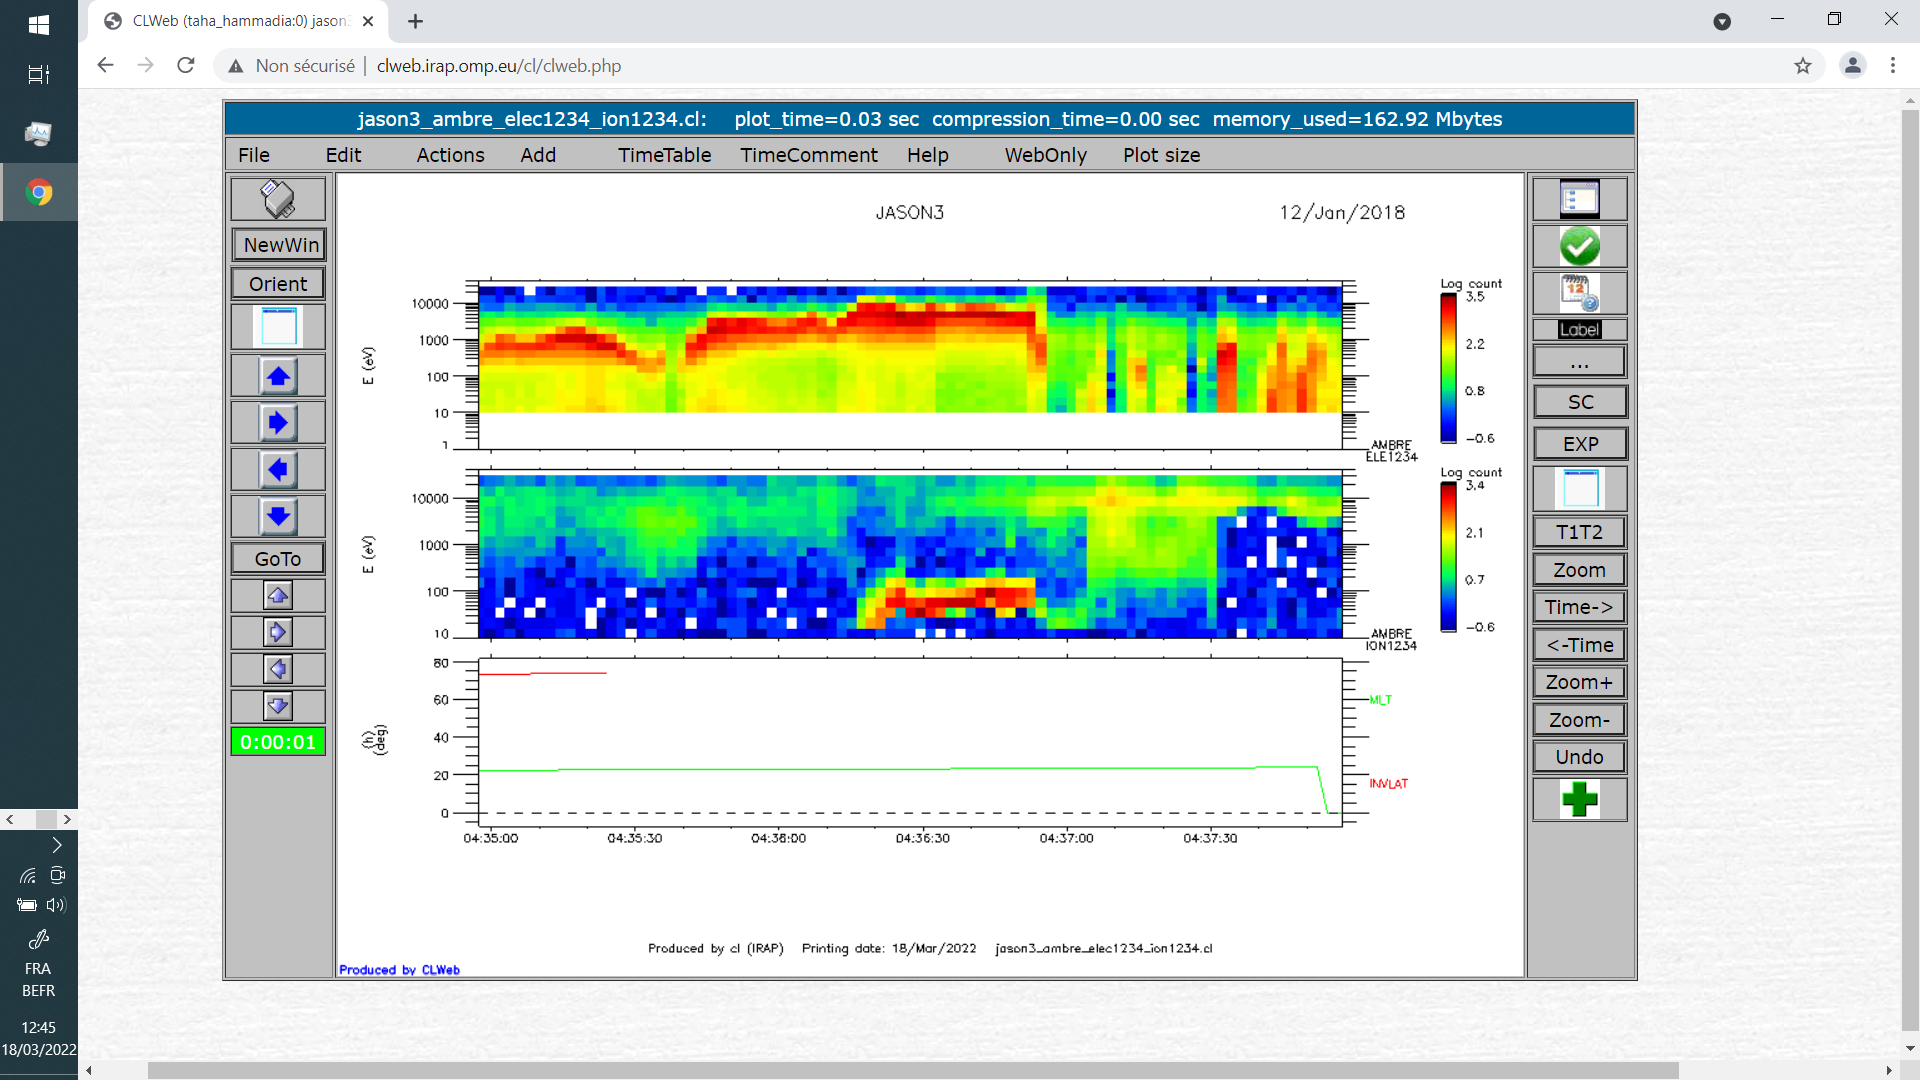 CLWeb (taha_hammadia:0) jason3
Non sécurisé | clweb.irap.omp.eu/cl/clweb.php
jason3_ambre_elec1234_ion1234.cl: plot_time=0.03 sec compression_time=0.00 sec memory_used=162.92 Mbytes
File Edit Actions Add TimeTable TimeComment Help WebOnly Plot size
NewWin
Orient
GoTo
0:00:01
JASON3 12/Jan/2018
Log count
3.5
2.2
0.8
-0.6
10000
1000
100
10
1
E (eV)
AMBRE
ELE1234
Log count
3.4
2.1
0.7
-0.6
10000
1000
100
10
E (eV)
AMBRE
ION1234
80
60
40
20
0
(h)
(deg)
MLT
INVLAT
04:35:00 04:35:30 04:36:00 04:36:30 04:37:00 04:37:30
Produced by cl (IRAP) Printing date: 18/Mar/2022 jason3_ambre_elec1234_ion1234.cl
Produced by CLWeb
12
Label
...
SC
EXP
T1T2
Zoom
Time->
<-Time
Zoom+
Zoom-
Undo
FRA
BEFR
12:45
18/03/2022